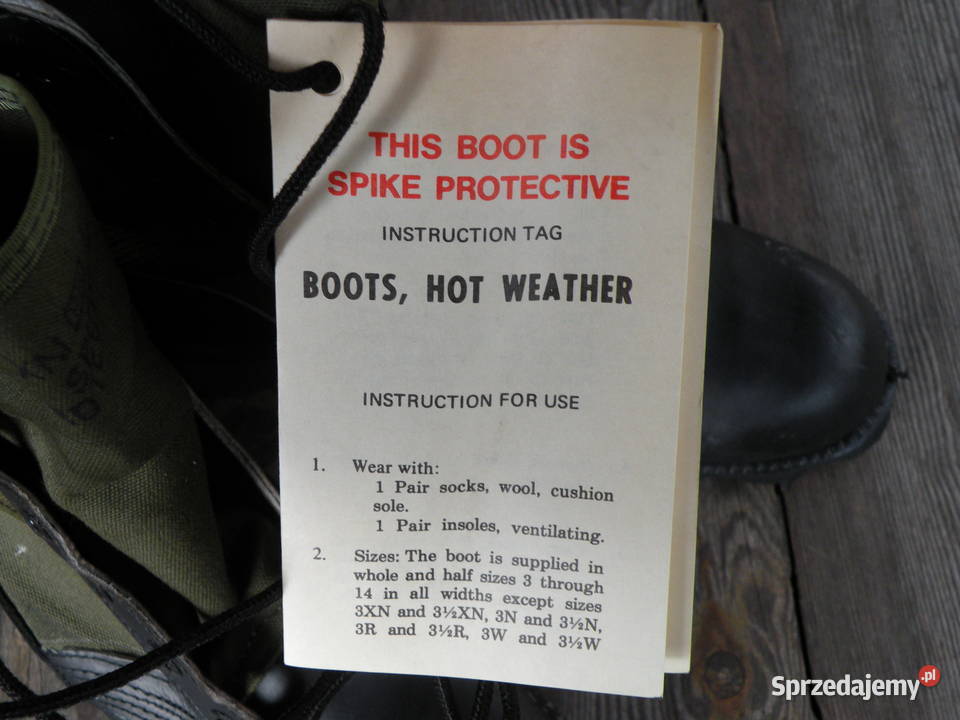 THIS BOOT IS
SPIKE PROTECTIVE
INSTRUCTION TAG
BOOTS, HOT WEATHER
INSTRUCTION FOR USE
1. Wear with:
1 Pair socks, wool, cushion
sole.
1 Pair insoles, ventilating.
2. Sizes: The boot is supplied in
whole and half sizes 3 through
14 in all widths except sizes
3XN and 3½XN, 3N and 3½N,
3R and 3½R, 3W and 3½W
Sprzedajemy.pl